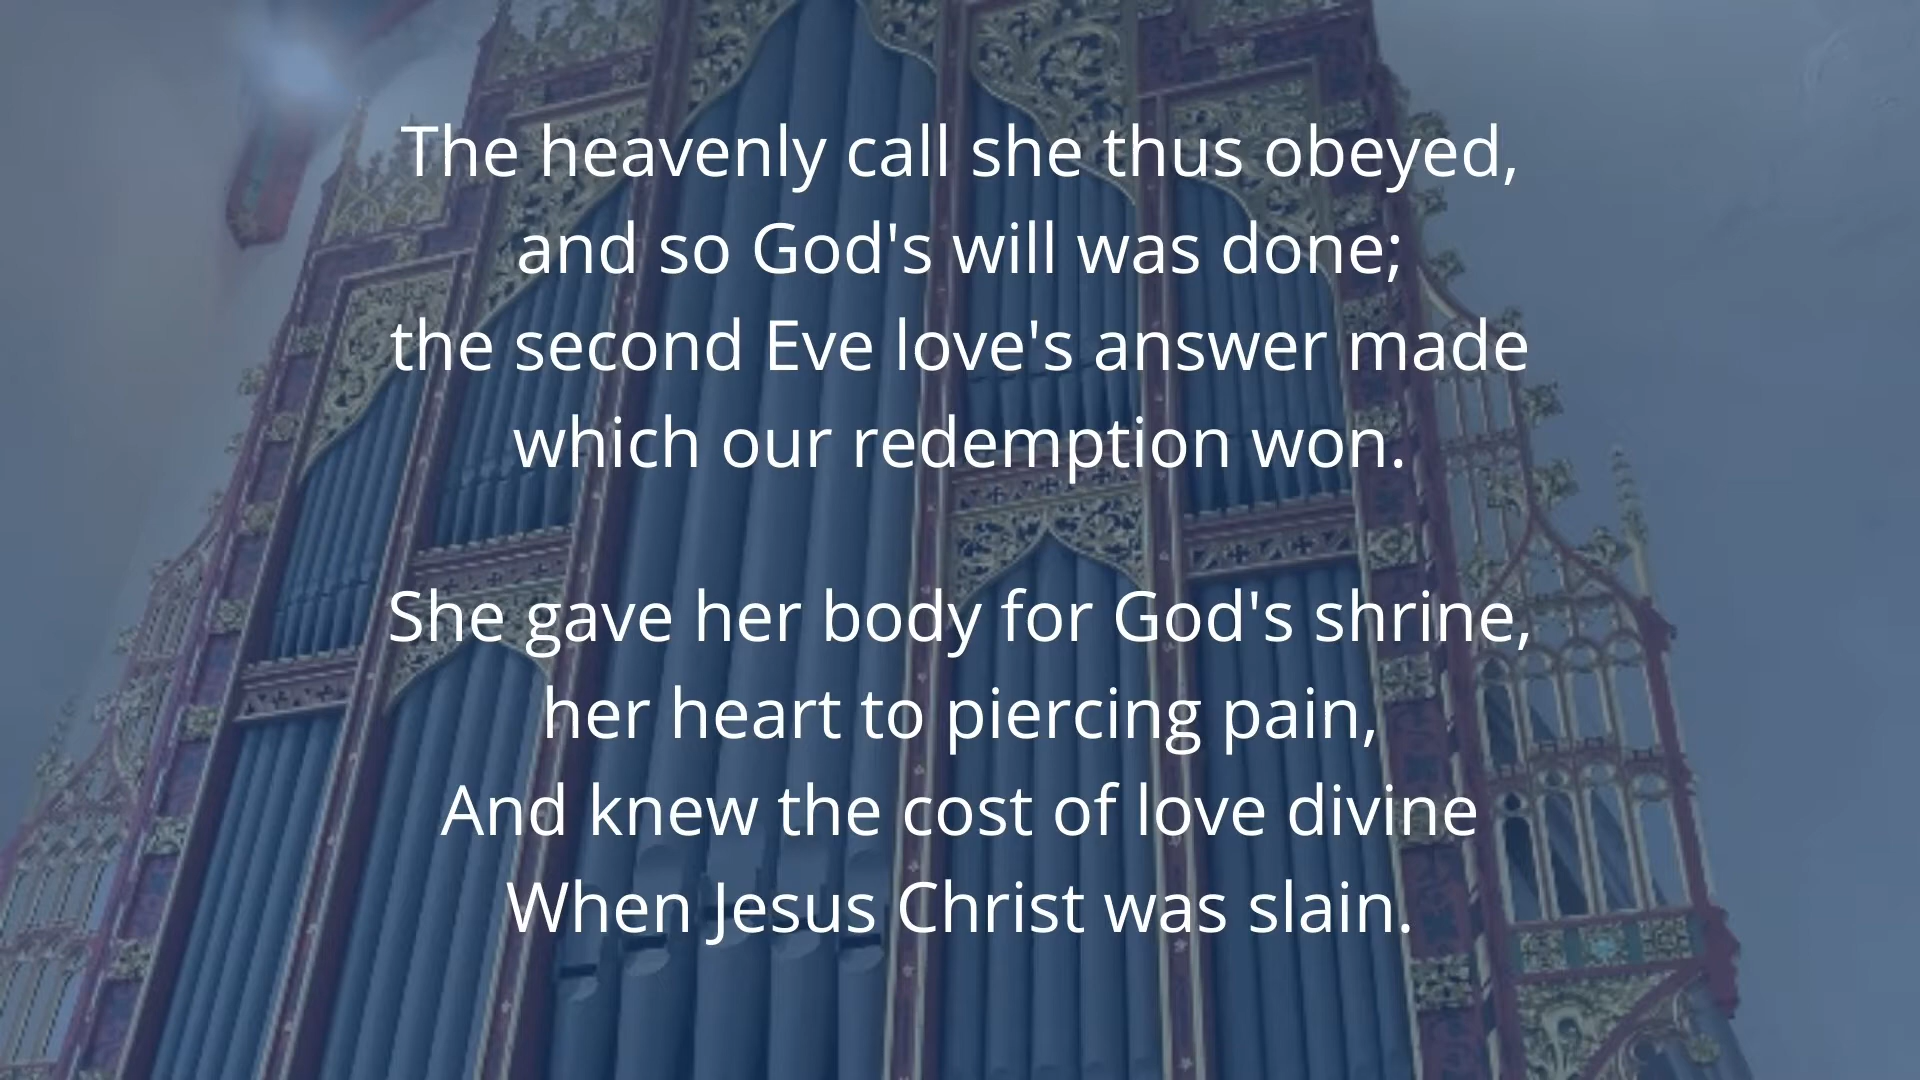 The heavenly call she thus obeyed,
and so God's will was done;
the second Eve love's answer made
which our redemption won.
She gave her body for God's shrine,
her heart to piercing pain,
And knew the cost of love divine
When Jesus Christ was slain.